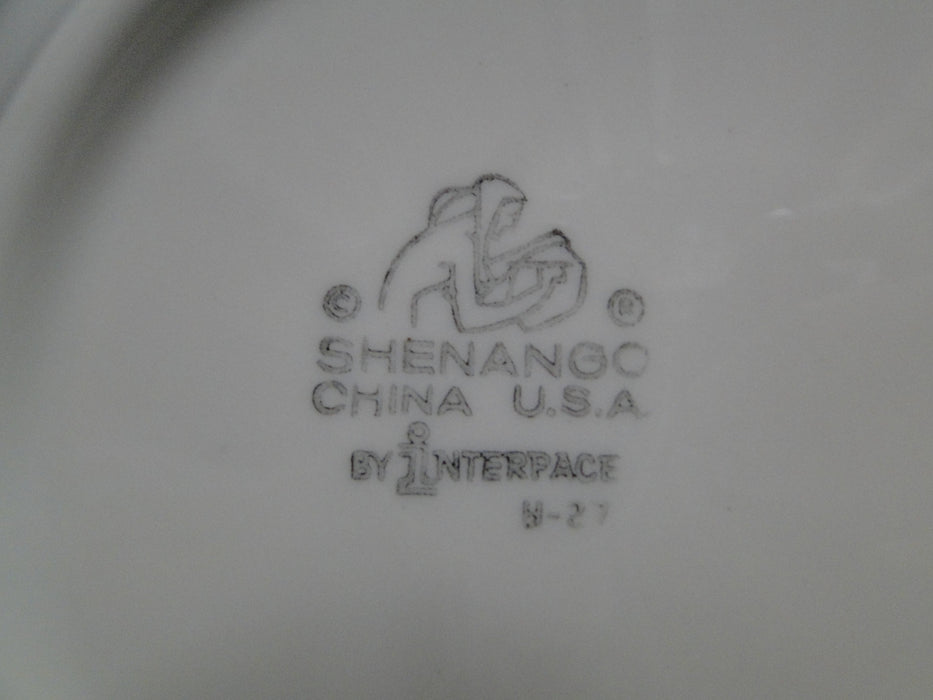 © ®
SHENANGO
CHINA U.S.A
BY INTERPACE